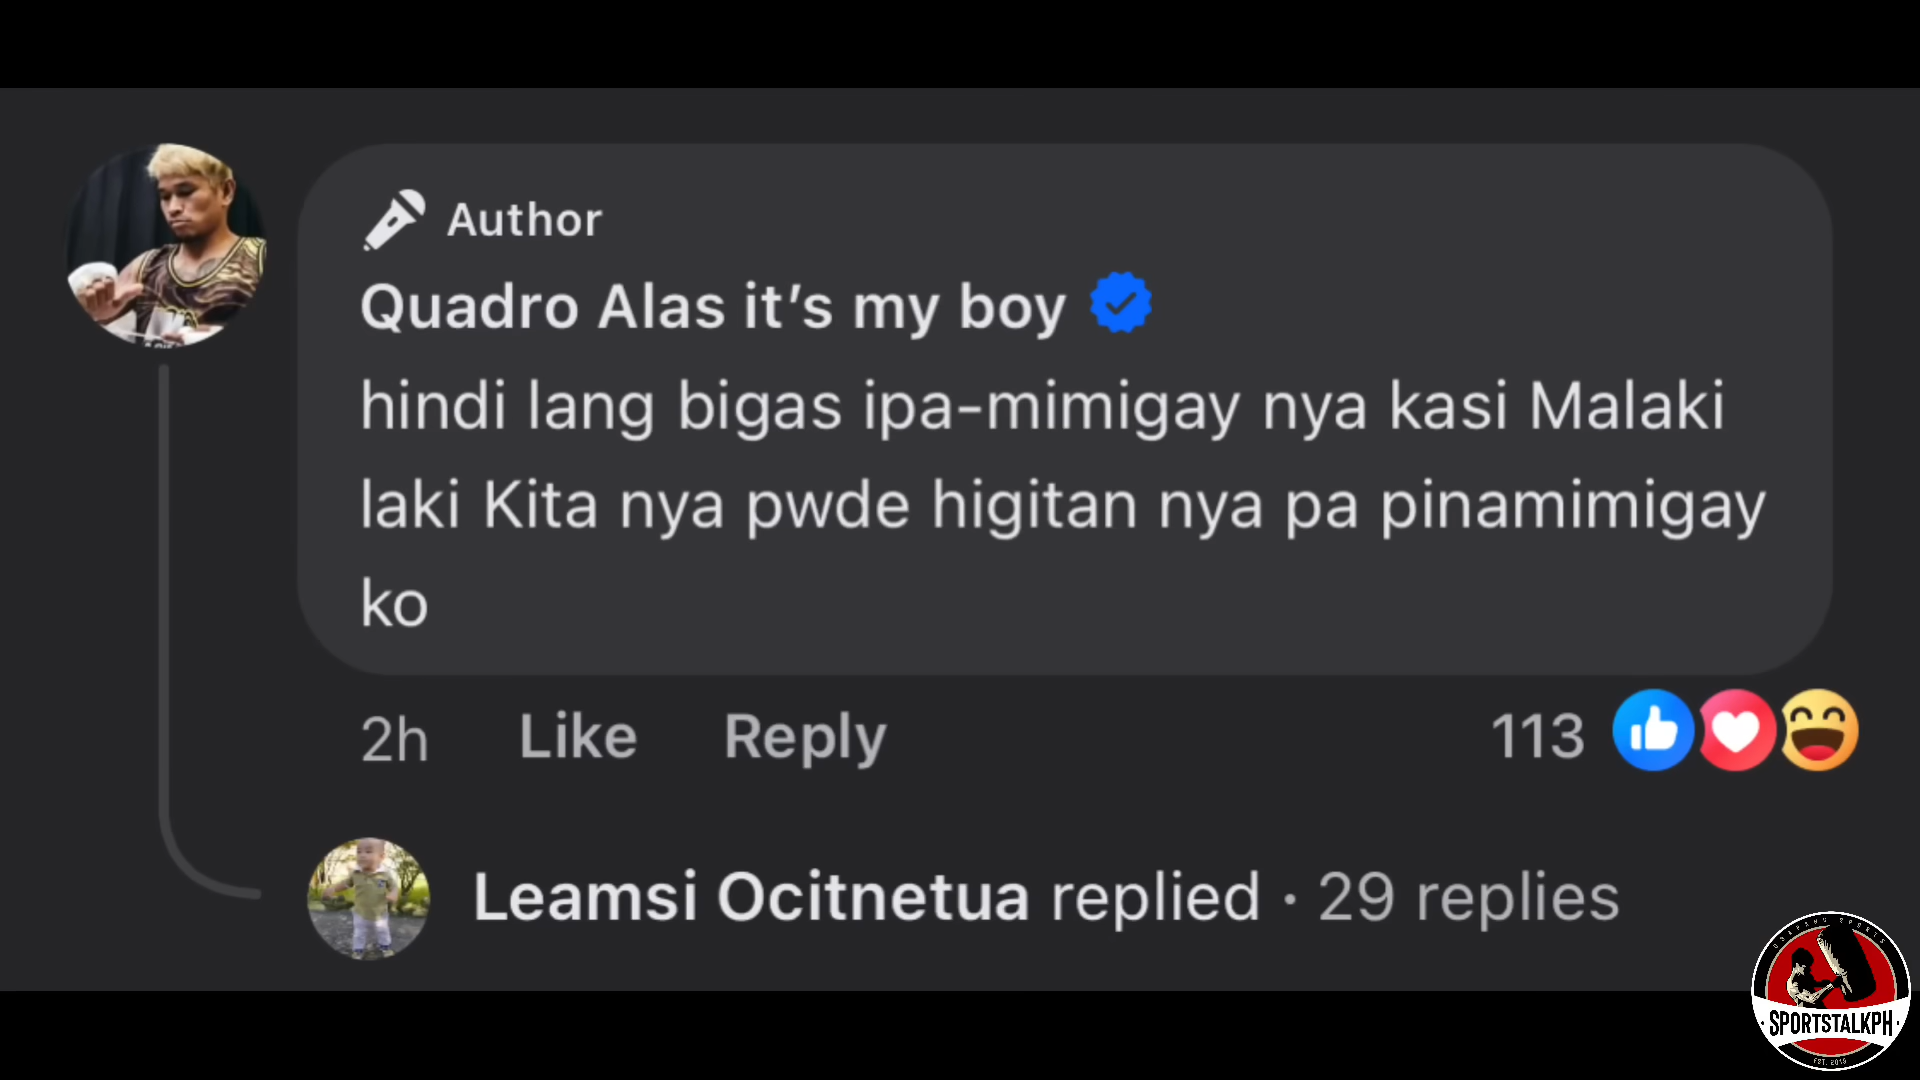 Author
Quadro Alas it's my boy
hindi lang bigas ipa-mimigay nya kasi Malaki
laki Kita nya pwde higitan nya pa pinamimigay
ko
2h Like Reply 113
Leamsi Ocitnetua replied · 29 replies
SPORTSTALKPH